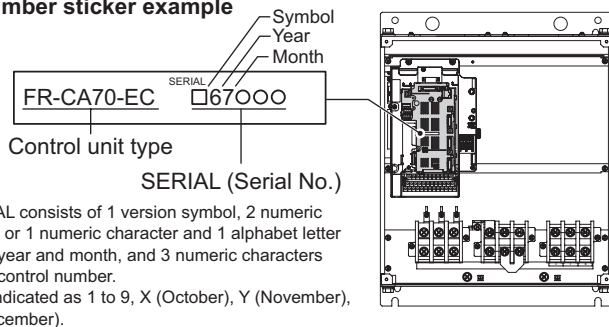 mber sticker example
Symbol
Year
Month
SERIAL
FR-CA70-EC □67○○○
Control unit type
SERIAL (Serial No.)
AL consists of 1 version symbol, 2 numeric
or 1 numeric character and 1 alphabet letter
year and month, and 3 numeric characters
control number.
ndicated as 1 to 9, X (October), Y (November),
cember).